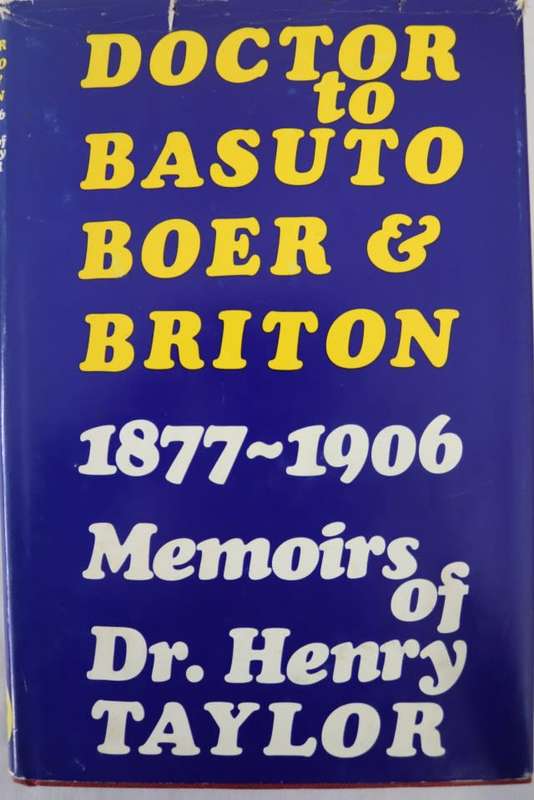 DOCTOR
to
BASUTO
BOER &
BRITON
1877~1906
Memoirs
of
Dr. Henry
TAYLOR